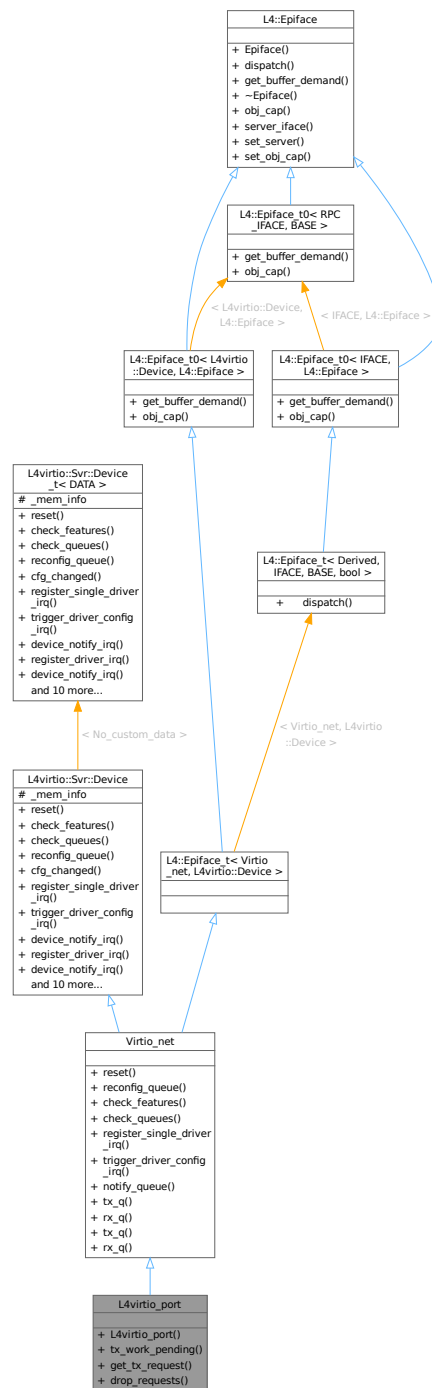 L4::Epiface
+ Epiface()
+ dispatch()
+ get_buffer_demand()
+ ~Epiface()
+ obj_cap()
+ server_iface()
+ set_server()
+ set_obj_cap()
L4::Epiface_t0< RPC
_IFACE, BASE >
+ get_buffer_demand()
+ obj_cap()
< L4virtio::Device,
L4::Epiface >
< IFACE, L4::Epiface >
L4::Epiface_t0< L4virtio
::Device, L4::Epiface >
+ get_buffer_demand()
+ obj_cap()
L4::Epiface_t0< IFACE,
L4::Epiface >
+ get_buffer_demand()
+ obj_cap()
L4virtio::Svr::Device
_t< DATA >
# _mem_info
+ reset()
+ check_features()
+ check_queues()
+ reconfig_queue()
+ cfg_changed()
+ register_single_driver
_irq()
+ trigger_driver_config
_irq()
+ device_notify_irq()
+ register_driver_irq()
+ device_notify_irq()
and 10 more...
L4::Epiface_t< Derived,
IFACE, BASE, bool >
+ dispatch()
< No_custom_data >
< Virtio_net, L4virtio
::Device >
L4virtio::Svr::Device
# _mem_info
+ reset()
+ check_features()
+ check_queues()
+ reconfig_queue()
+ cfg_changed()
+ register_single_driver
_irq()
+ trigger_driver_config
_irq()
+ device_notify_irq()
+ register_driver_irq()
+ device_notify_irq()
and 10 more...
L4::Epiface_t< Virtio
_net, L4virtio::Device >
Virtio_net
+ reset()
+ reconfig_queue()
+ check_features()
+ check_queues()
+ register_single_driver
_irq()
+ trigger_driver_config
_irq()
+ notify_queue()
+ tx_q()
+ rx_q()
+ tx_q()
+ rx_q()
L4virtio_port
+ L4virtio_port()
+ tx_work_pending()
+ get_tx_request()
+ drop_requests()